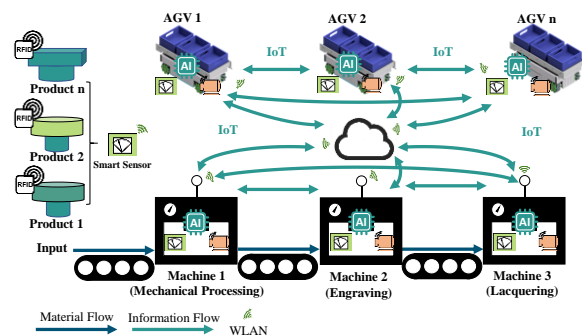 AGV 1
AGV 2
AGV n
RFID
Product n
RFID
Product 2
RFID
Product 1
Smart Sensor
AI
IoT
AI
IoT
AI
IoT
IoT
Input
AI
AI
AI
Machine 1
(Mechanical Processing)
Machine 2
(Engraving)
Machine 3
(Lacquering)
Material Flow
Information Flow
WLAN